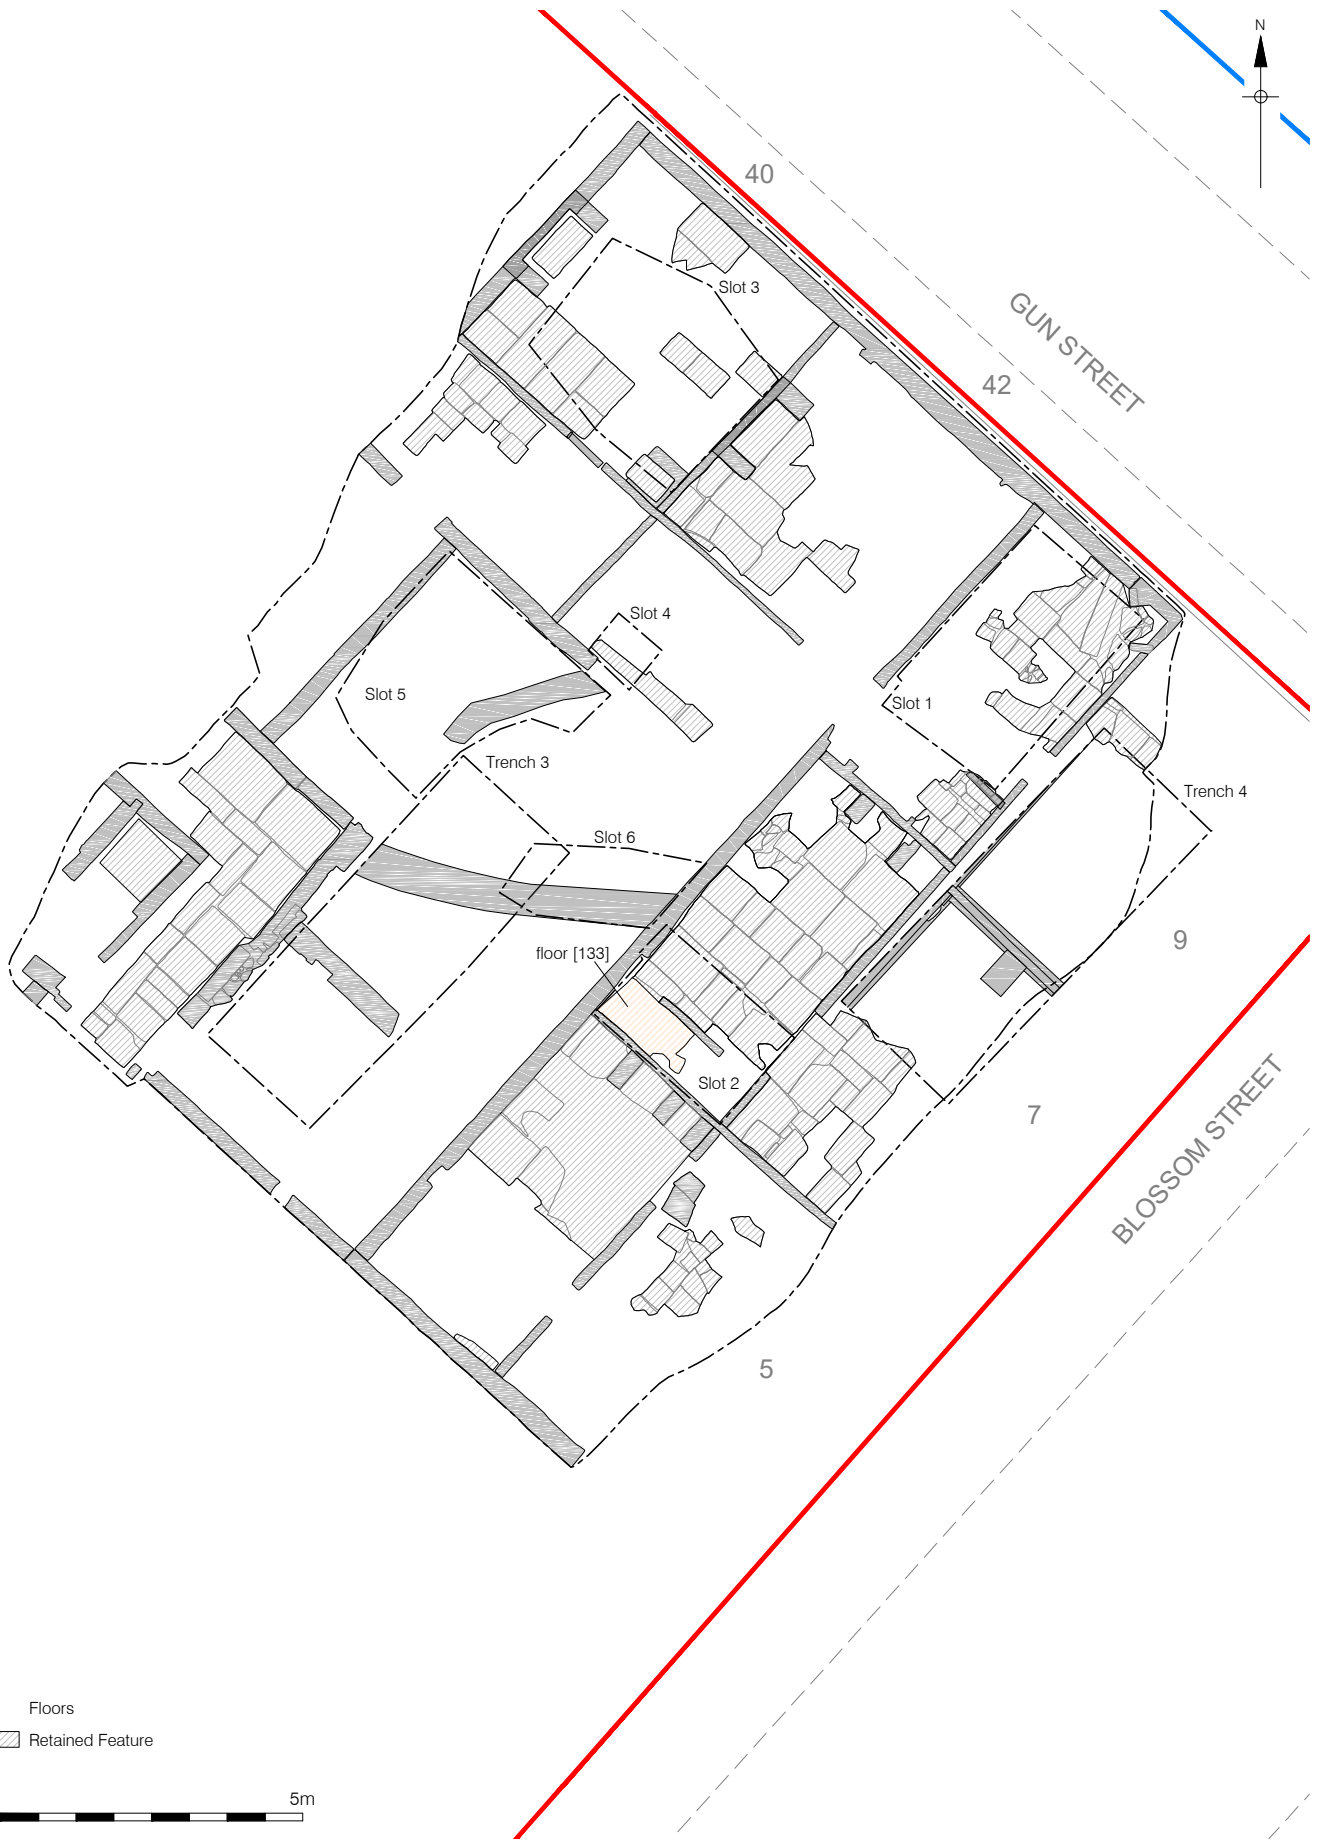 N
40
GUN STREET
Slot 3
42
Slot 4
Slot 5
Slot 1
Trench 3
Trench 4
Slot 6
9
floor [133]
Slot 2
7
BLOSSOM STREET
5
Floors
Retained Feature
5m